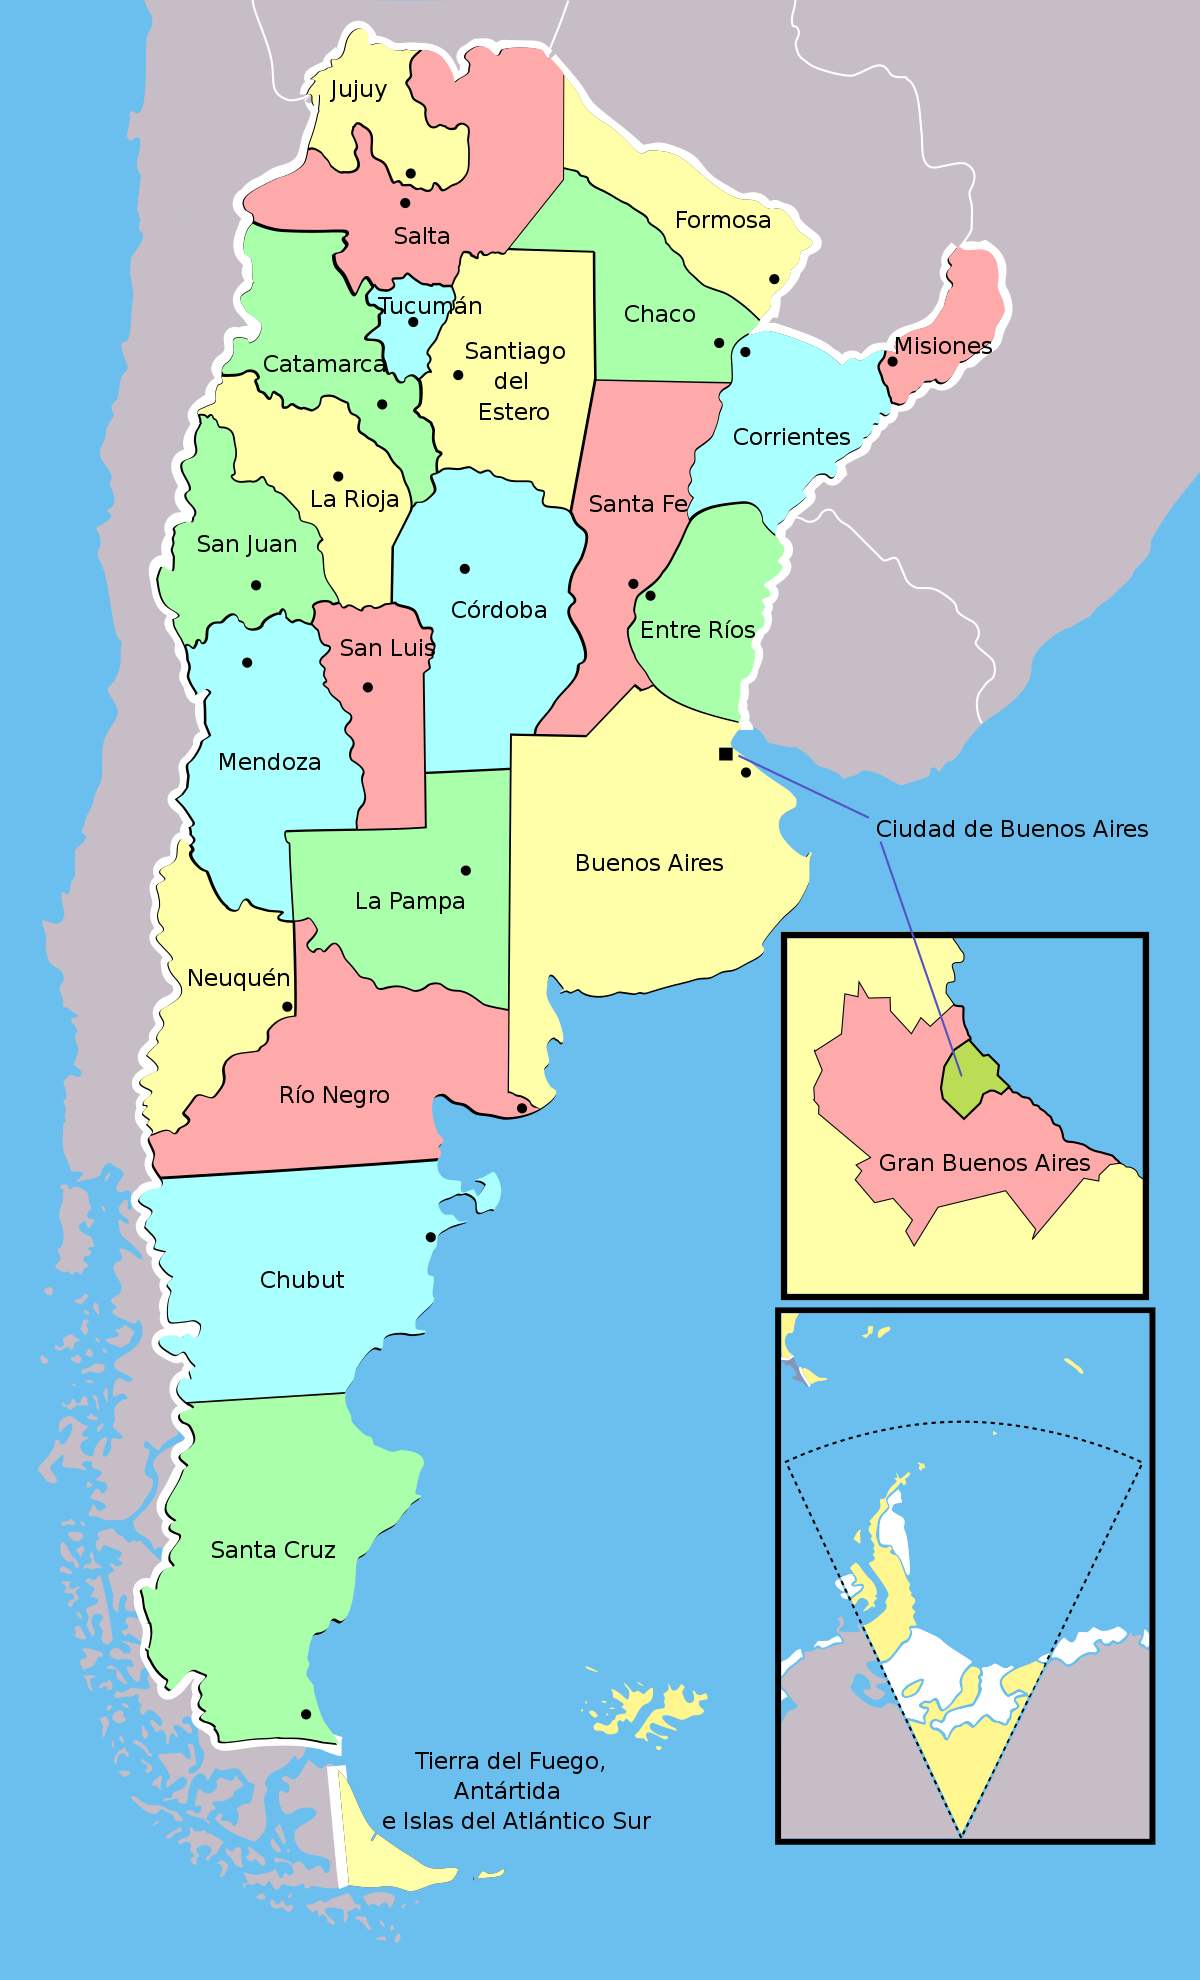 Jujuy
Salta
Formosa
Tucumán
Chaco
Misiones
Santiago
del
Estero
Catamarca
Corrientes
La Rioja
Santa Fe
San Juan
Córdoba
Entre Ríos
San Luis
Mendoza
Ciudad de Buenos Aires
Buenos Aires
La Pampa
Neuquén
Río Negro
Gran Buenos Aires
Chubut
Santa Cruz
Tierra del Fuego,
Antártida
e Islas del Atlántico Sur